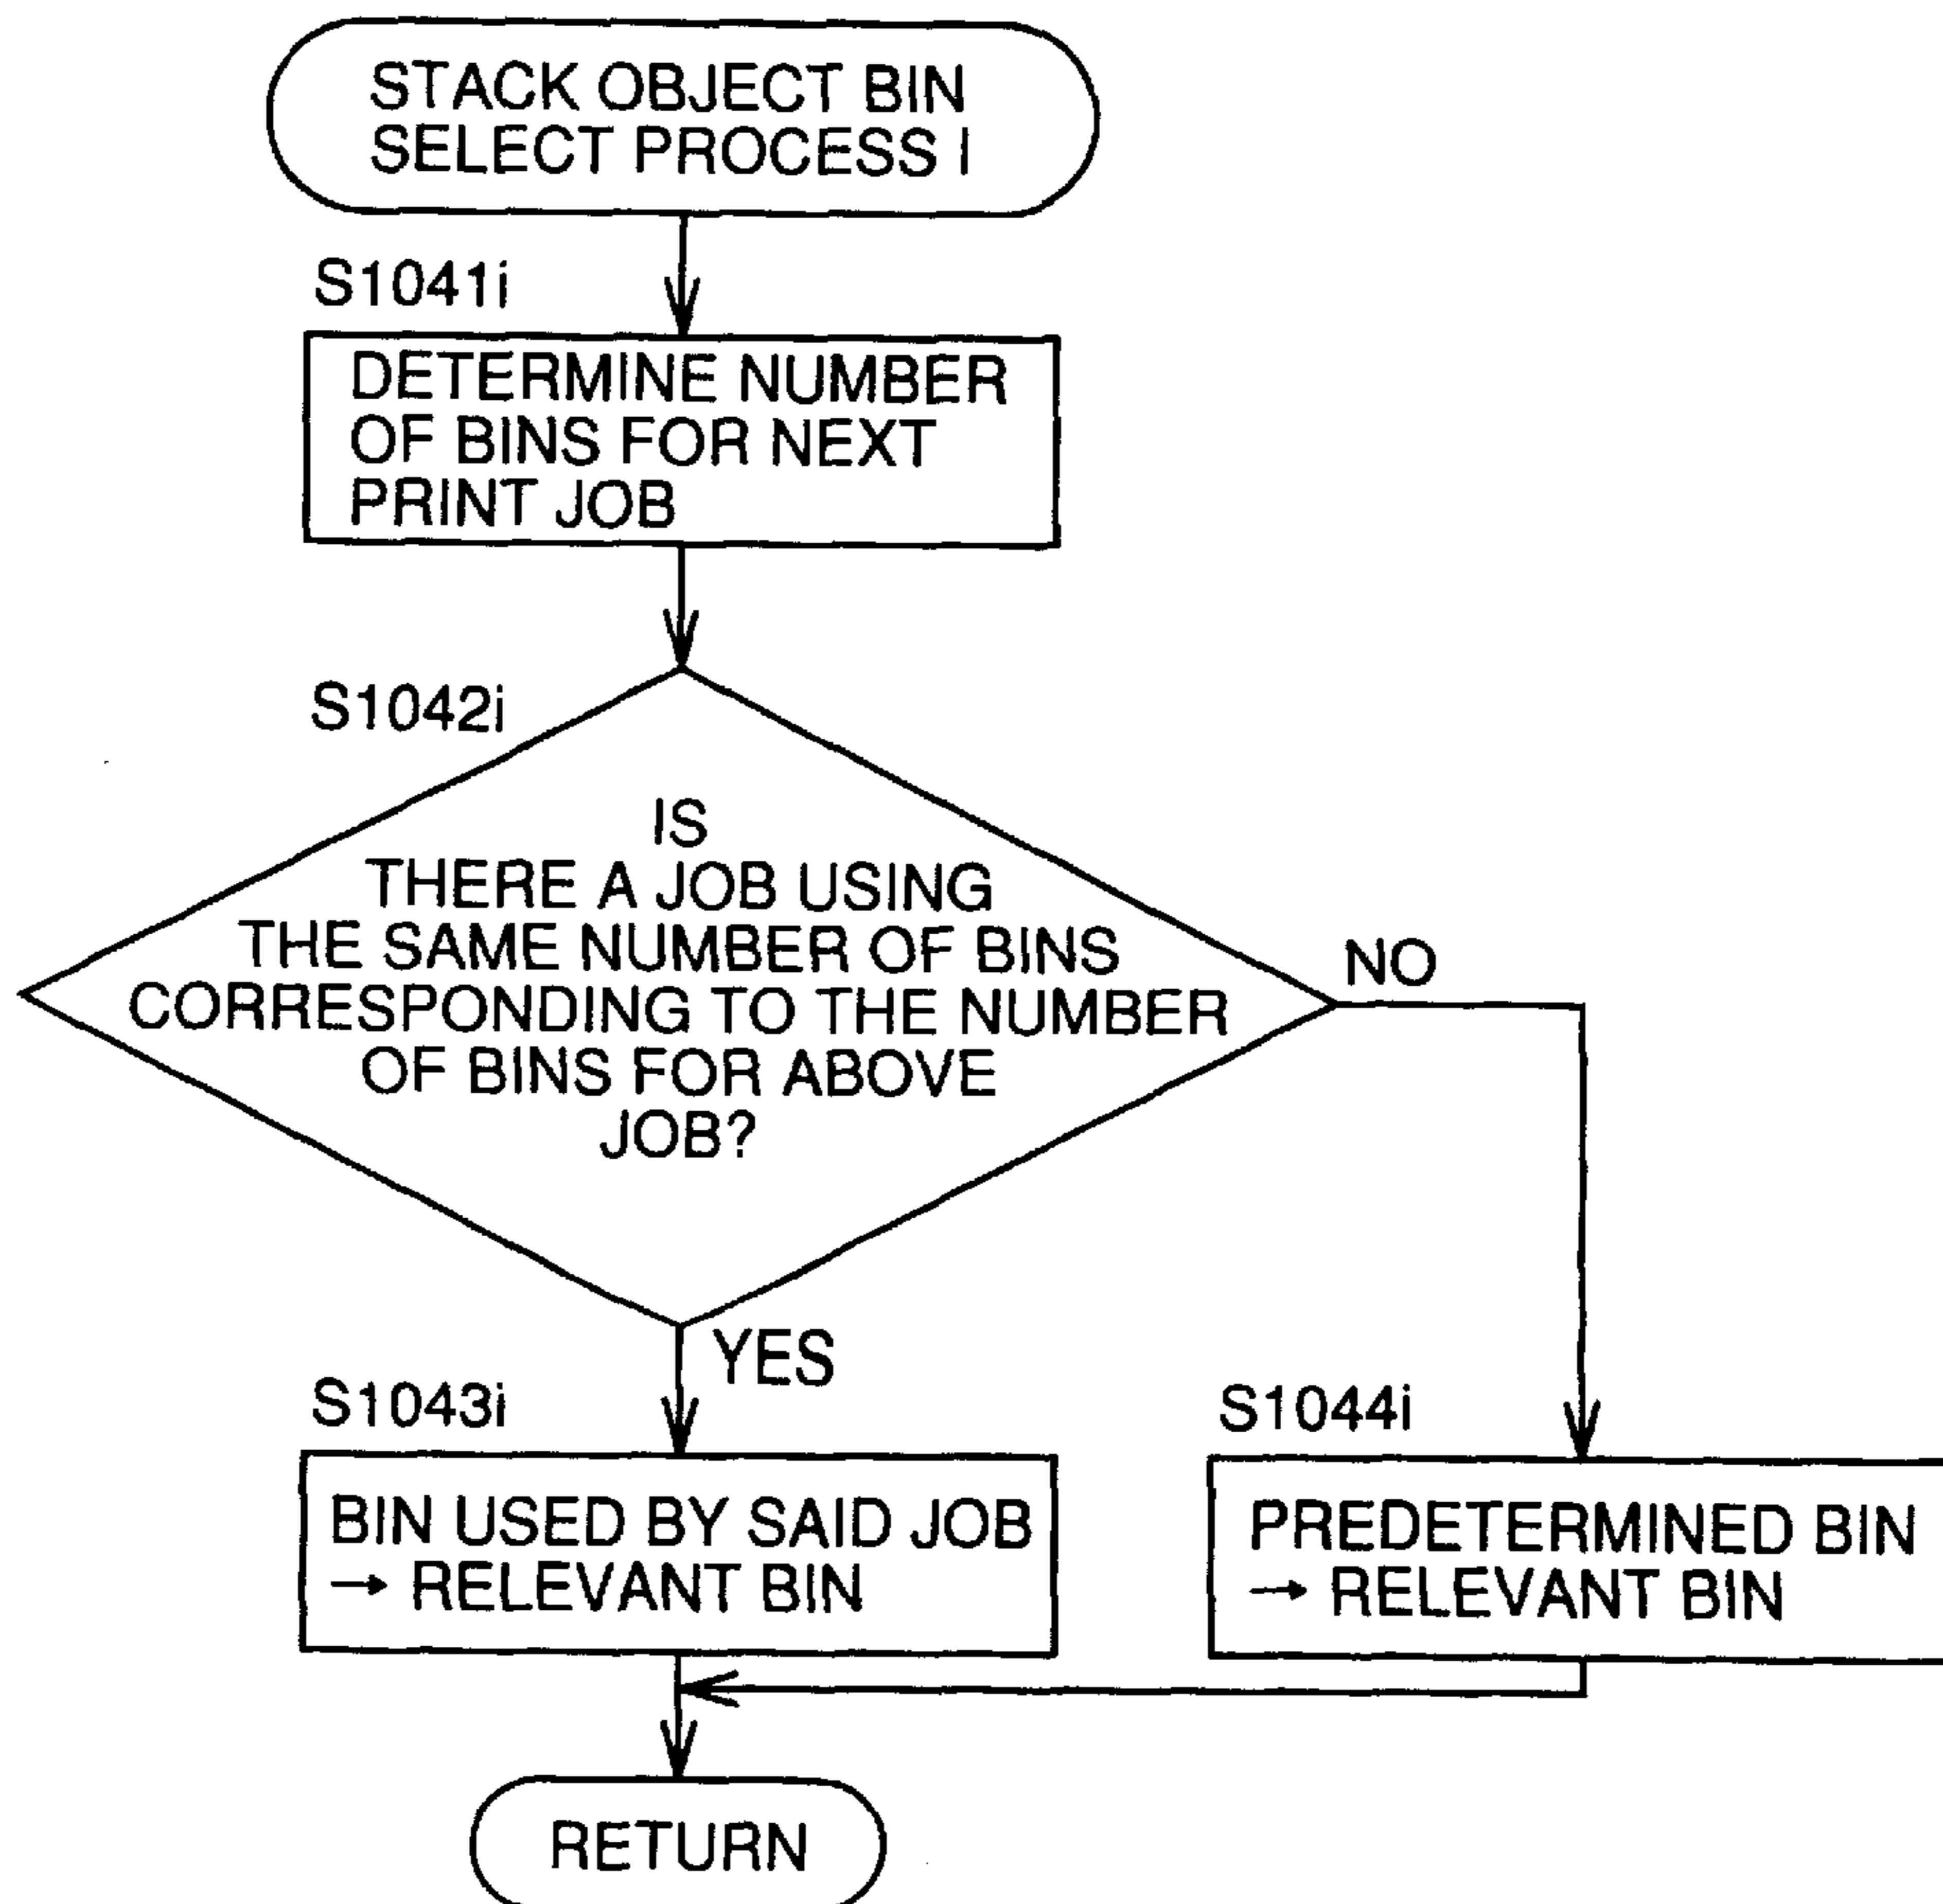 STACK OBJECT BIN
SELECT PROCESS I
S1041i
DETERMINE NUMBER
OF BINS FOR NEXT
PRINT JOB
S1042i
IS
THERE A JOB USING
THE SAME NUMBER OF BINS
CORRESPONDING TO THE NUMBER
OF BINS FOR ABOVE
JOB?
NO
YES
S1043i
BIN USED BY SAID JOB
→ RELEVANT BIN
S1044i
PREDETERMINED BIN
→ RELEVANT BIN
RETURN